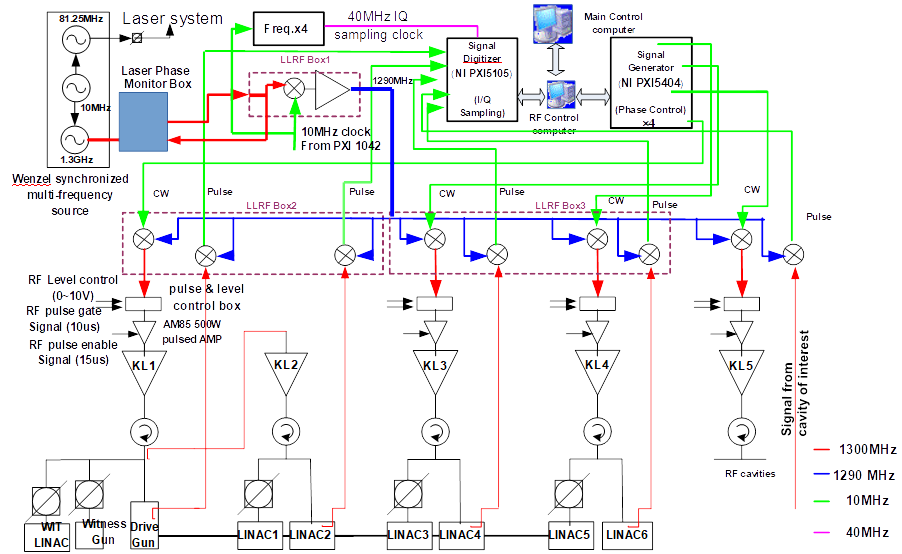 81.25MHz
Laser system
10MHz
1.3GHz
Wenzel synchronized
multi-frequency
source
Laser Phase
Monitor Box
Freq.x4
40MHz IQ
sampling clock
LLRF Box1
1290MHz
10MHz clock
From PXI 1042
Signal
Digitizer
(NI PXI5105)
(I/Q
Sampling)
Main Control
computer
RF Control
computer
Signal
Generator
(NI PXI5404)
(Phase Control)
x4
CW
Pulse
Pulse
CW
Pulse
CW
Pulse
CW
Pulse
LLRF Box2
LLRF Box3
RF Level control
(0~10V)
RF pulse gate
Signal (10us)
RF pulse enable
Signal (15us)
pulse & level
control box
AM85 500W
pulsed AMP
KL1
KL2
KL3
KL4
KL5
Signal from
cavity of interest
RF cavities
1300MHz
1290 MHz
10MHz
40MHz
WIT
LINAC
Witness
Gun
Drive
Gun
LINAC1
LINAC2
LINAC3
LINAC4
LINAC5
LINAC6